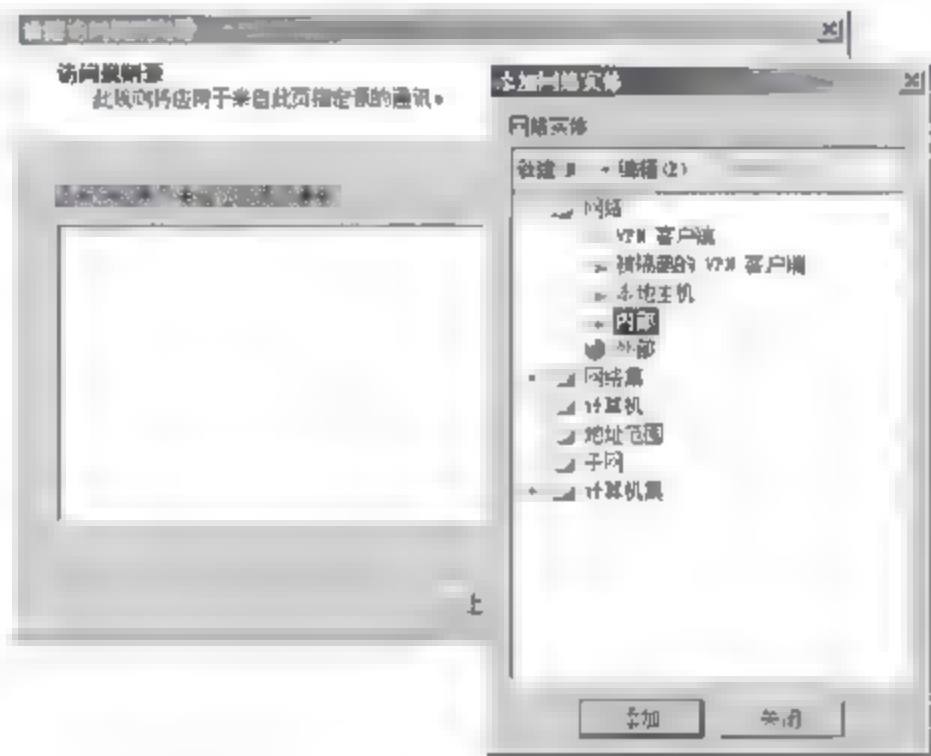 访问规则源
此规则将应用于来自此页指定源的通讯。
添加网络实体
网络实体
新建 编辑(E)
网络
VPN 客户端
被隔离的 VPN 客户端
本地主机
内部
外部
网络集
计算机
地址范围
子网
计算机集
上
添加
关闭